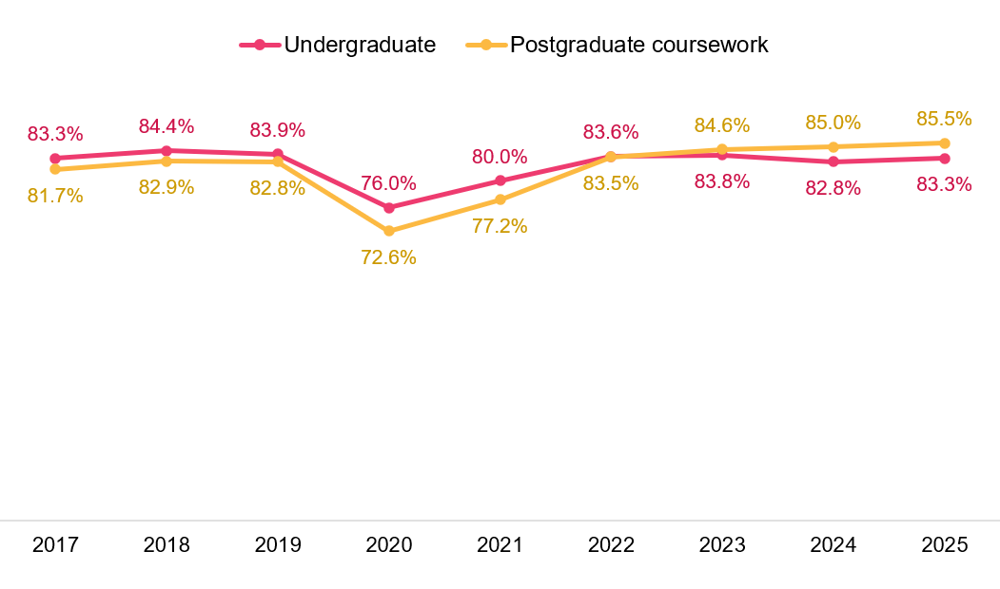 Undergraduate Postgraduate coursework
83.3% 84.4% 83.9% 76.0% 80.0% 83.6% 84.6% 85.0% 85.5%
81.7% 82.9% 82.8% 72.6% 77.2% 83.5% 83.8% 82.8% 83.3%
2017 2018 2019 2020 2021 2022 2023 2024 2025